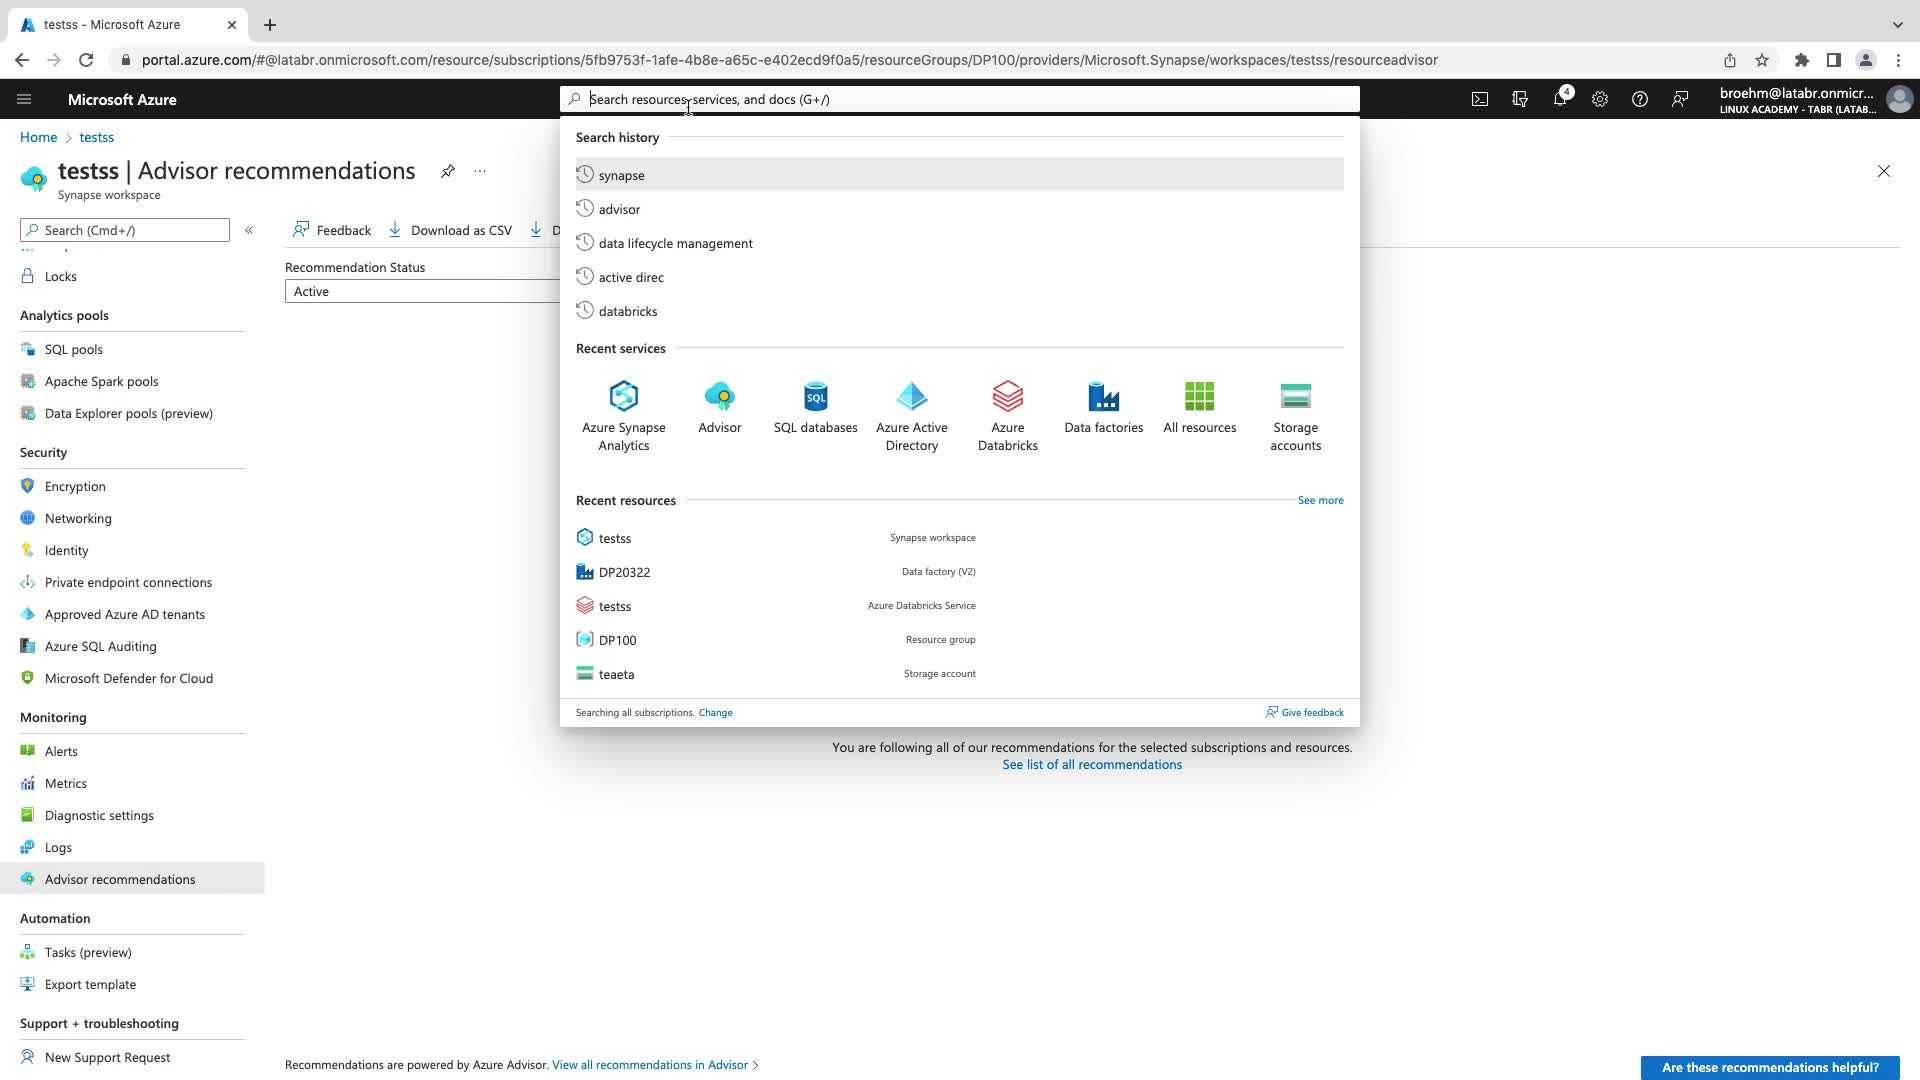 testss - Microsoft Azure
portal.azure.com/#@latabr.onmicrosoft.com/resource/subscriptions/5fb9753f-1afe-4b8e-a65c-e402ecd9f0a5/resourceGroups/DP100/providers/Microsoft.Synapse/workspaces/testss/resourceadvisor
Microsoft Azure
Search resources, services, and docs (G+/)
4
broehm@latabr.onmicr...
LINUX ACADEMY - TABR (LATAB...
Home > testss
testss | Advisor recommendations
...
Synapse workspace
Search (Cmd+/)
«
Feedback
Download as CSV
D
Recommendation Status
Active
Locks
Analytics pools
SQL pools
Apache Spark pools
Data Explorer pools (preview)
Security
Encryption
Networking
Identity
Private endpoint connections
Approved Azure AD tenants
Azure SQL Auditing
Microsoft Defender for Cloud
Monitoring
Alerts
Metrics
Diagnostic settings
Logs
Advisor recommendations
Automation
Tasks (preview)
Export template
Support + troubleshooting
New Support Request
Search history
synapse
advisor
data lifecycle management
active direc
databricks
Recent services
Azure Synapse Analytics
Advisor
SQL
SQL databases
Azure Active Directory
Azure Databricks
Data factories
All resources
Storage accounts
Recent resources
See more
testss Synapse workspace
DP20322 Data factory (V2)
testss Azure Databricks Service
DP100 Resource group
teaeta Storage account
Searching all subscriptions. Change
Give feedback
You are following all of our recommendations for the selected subscriptions and resources.
See list of all recommendations
Recommendations are powered by Azure Advisor. View all recommendations in Advisor >
Are these recommendations helpful?